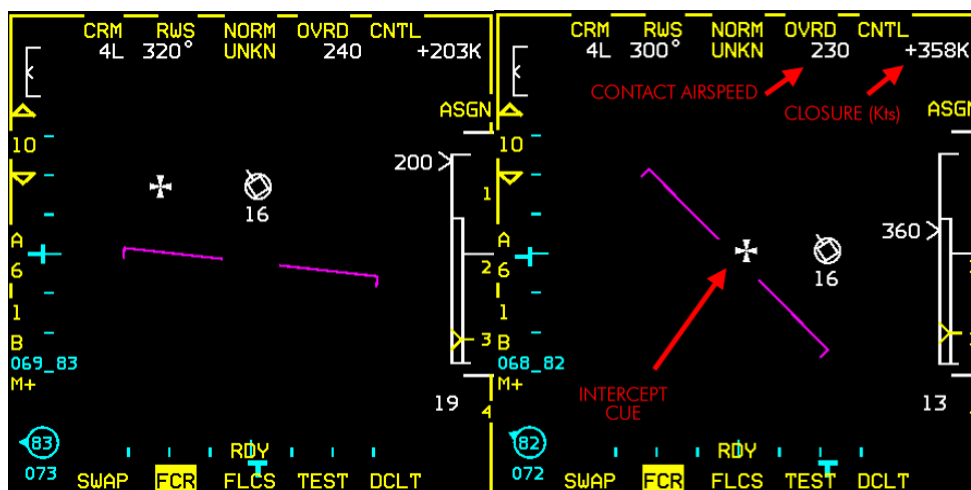 CRM RWS NORM OVRD CNTL
4L 320° UNKN 240 +203K
ASGN
10
200
16
1
A
6
2
1
B
3
069_83
M+
19
4
83
RDY
073
SWAP FCR FLCS TEST DCLT
CRM RWS NORM OVRD CNTL
4L 300° UNKN 230 +358K
CONTACT AIRSPEED
CLOSURE (Kts)
ASGN
10
1
360
A
6
16
1
B
068_82
M+
INTERCEPT
CUE
13
4
82
RDY
072
SWAP FCR FLCS TEST DCLT